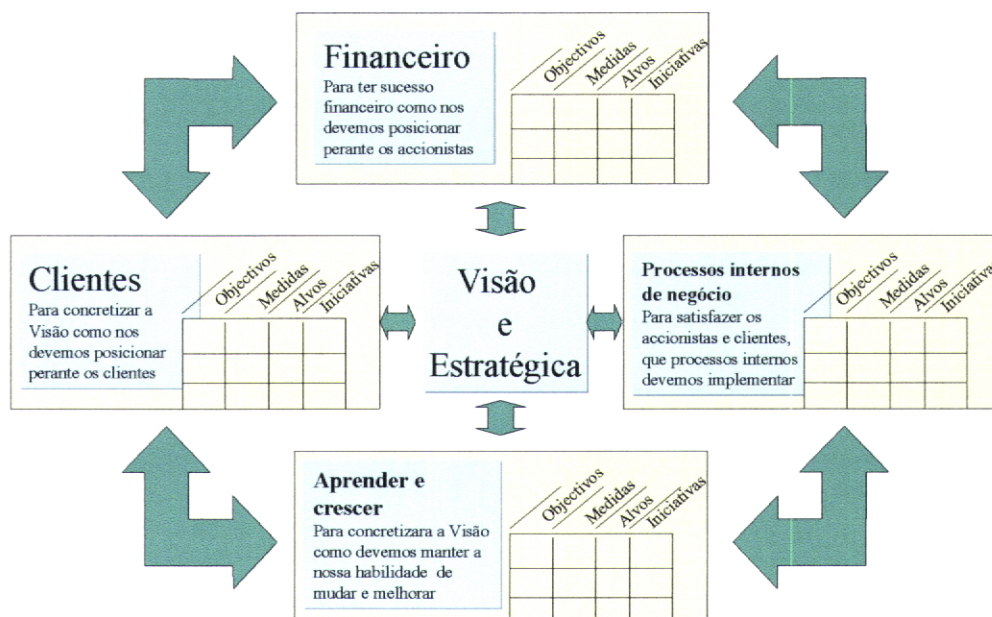 Financeiro
Para ter sucesso
financeiro como nos
devemos posicionar
perante os accionistas
Objectivos
Medidas
Alvos
Iniciativas
Clientes
Para concretizar a
Visão como nos
devemos posicionar
perante os clientes
Objectivos
Medidas
Alvos
Iniciativas
Visão
e
Estratégica
Processos internos
de negócio
Para satisfazer os
accionistas e clientes,
que processos internos
devemos implementar
Objectivos
Medidas
Alvos
Iniciativas
Aprender e
crescer
Para concretizara a Visão
como devemos manter a
nossa habilidade de
mudar e melhorar
Objectivos
Medidas
Alvos
Iniciativas